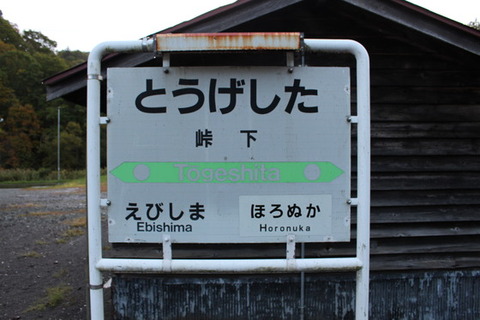 とうげした
峠下
Togeshita
えびしま ほろぬか
Ebishima Horonuka